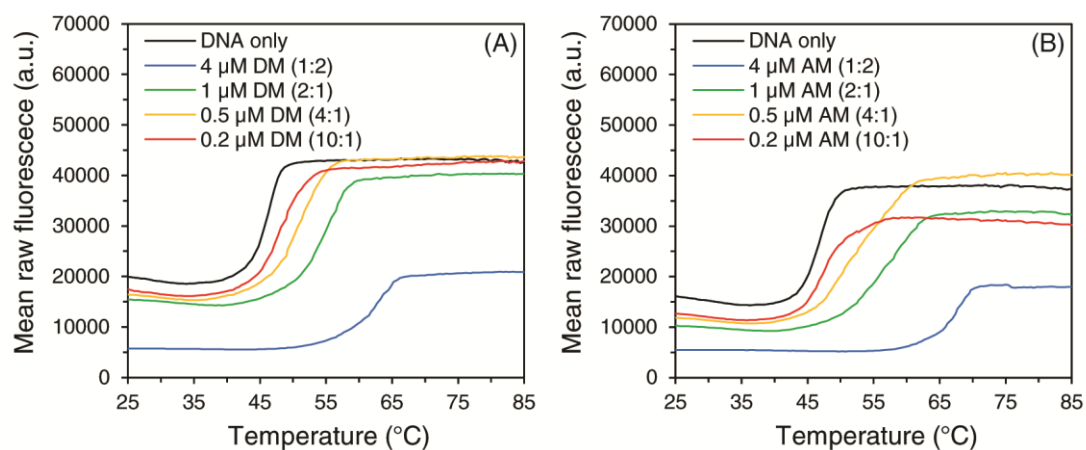 70000
60000
50000
40000
30000
20000
10000
0
Mean raw fluorescece (a.u.)
(A)
DNA only
4 µM DM (1:2)
1 µM DM (2:1)
0.5 µM DM (4:1)
0.2 µM DM (10:1)
25 35 45 55 65 75 85
Temperature (°C)
70000
60000
50000
40000
30000
20000
10000
0
Mean raw fluorescece (a.u.)
(B)
DNA only
4 µM AM (1:2)
1 µM AM (2:1)
0.5 µM AM (4:1)
0.2 µM AM (10:1)
25 35 45 55 65 75 85
Temperature (°C)